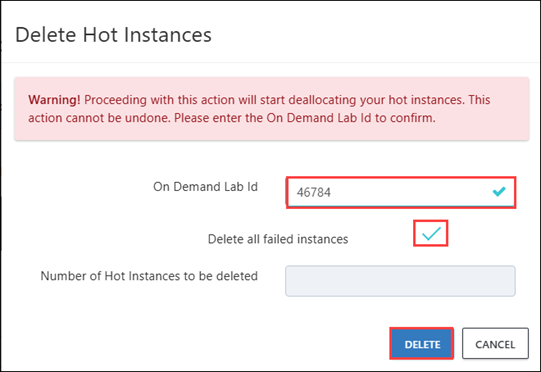 Delete Hot Instances
Warning! Proceeding with this action will start deallocating your hot instances. This
action cannot be undone. Please enter the On Demand Lab Id to confirm.
On Demand Lab Id
46784
Delete all failed instances
Number of Hot Instances to be deleted
DELETE
CANCEL